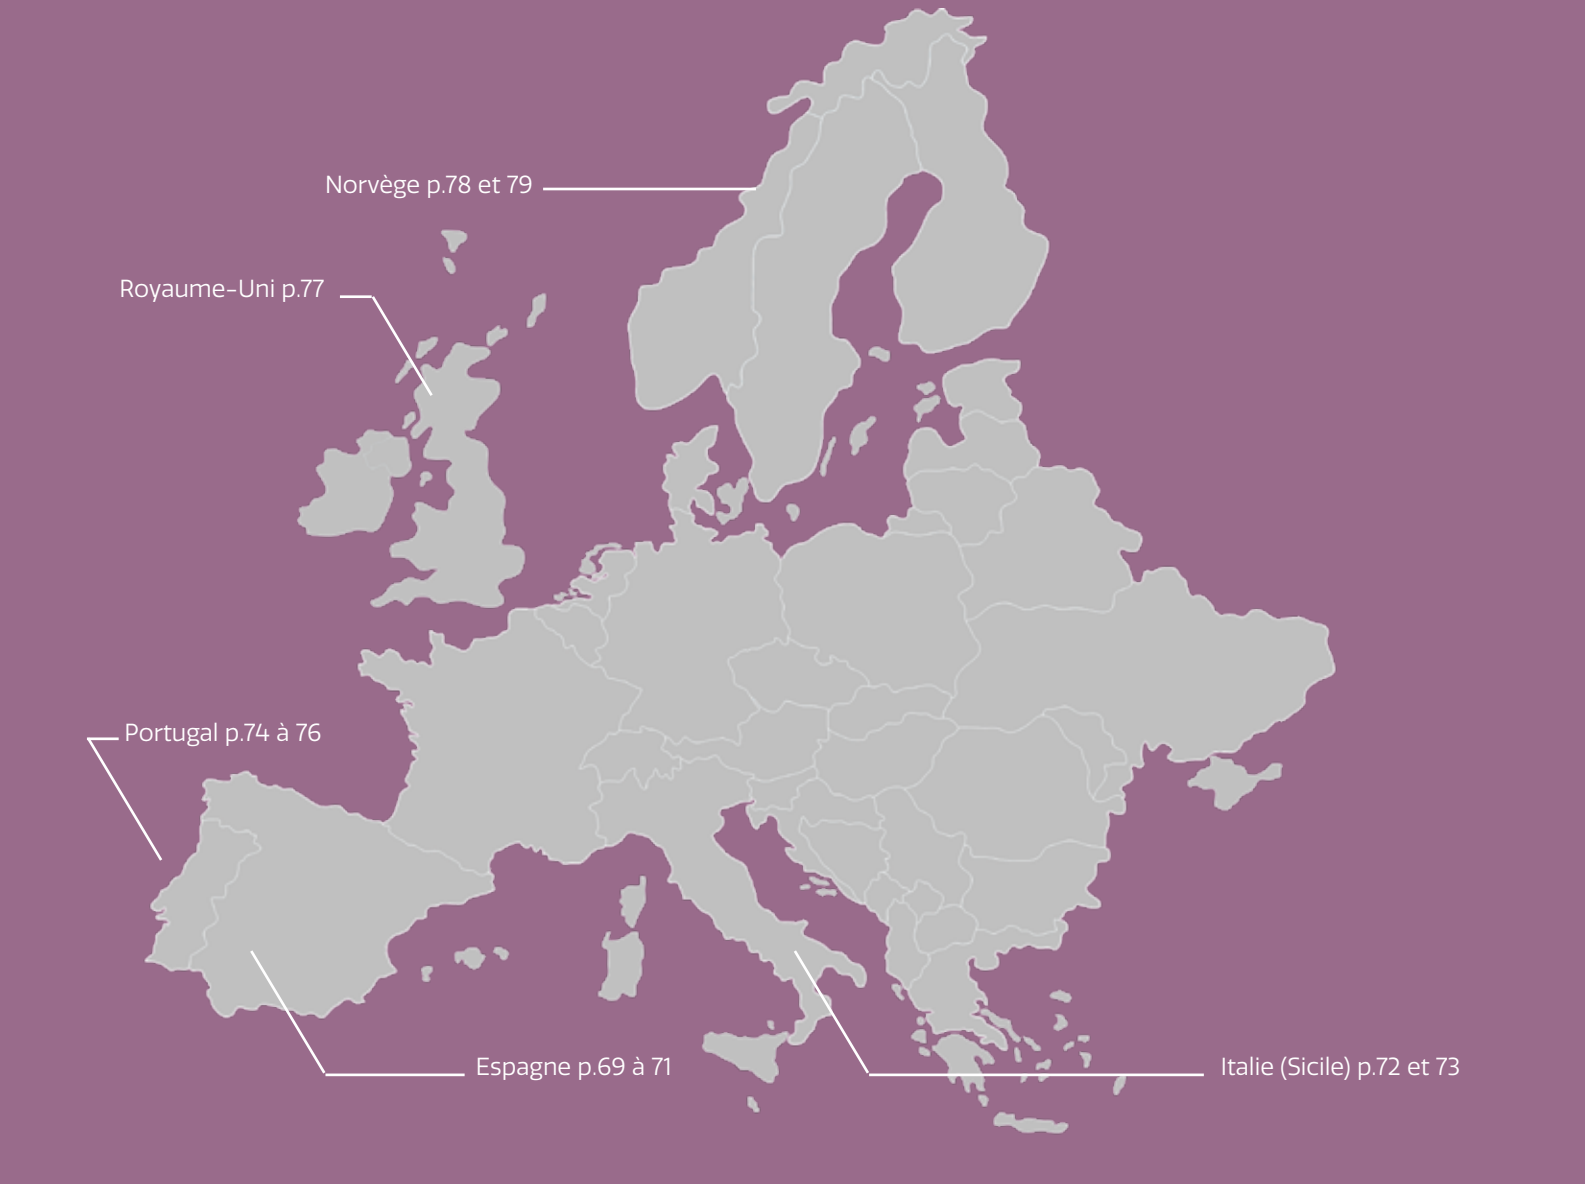 Norvège p.78 et 79
Royaume-Uni p.77
Portugal p.74 à 76
Espagne p.69 à 71
Italie (Sicile) p.72 et 73